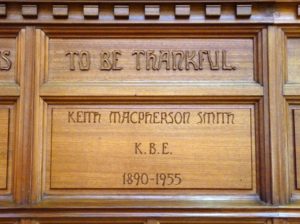 S
TO BE THANKFUL.
KEITH MACPHERSON SMITH
K.B.E.
1890-1955